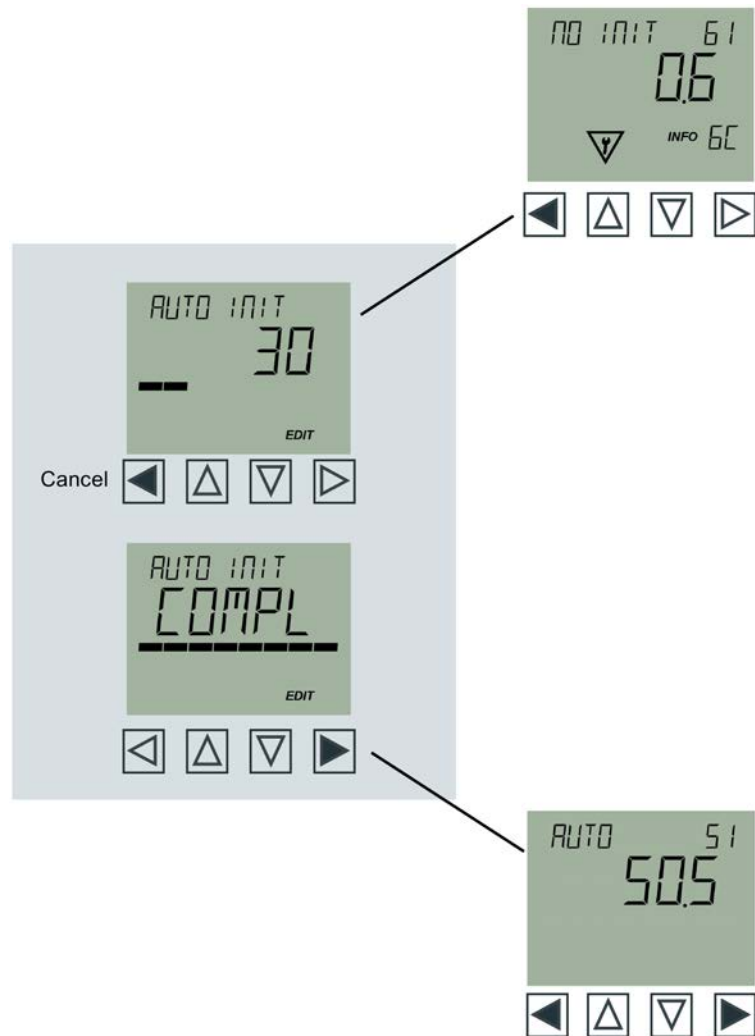 NO INIT 61
0.6
INFO 6C
AUTO INIT
30
EDIT
Cancel
AUTO INIT
COMPL
EDIT
AUTO 51
50.5